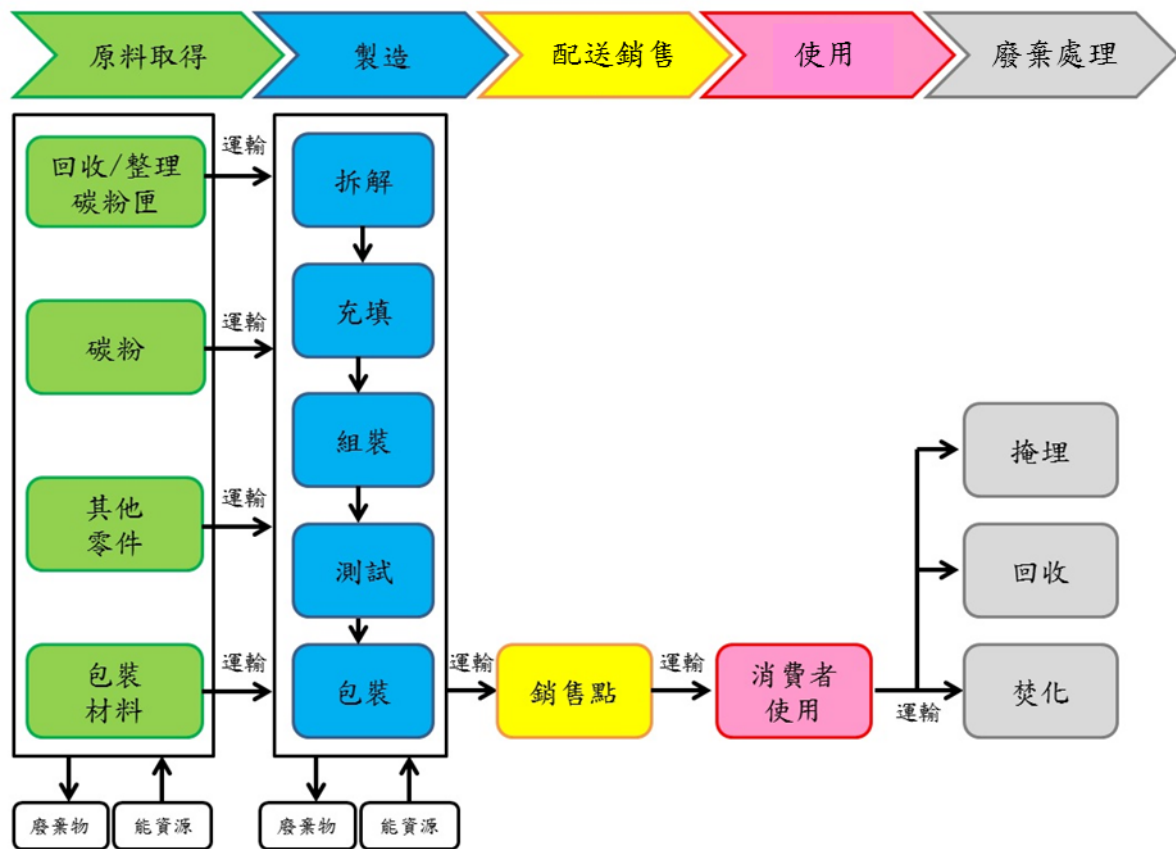 原料取得
製造
配送銷售
使用
廢棄處理
回收/整理
碳粉匣
運輸
拆解
碳粉
運輸
充填
組裝
其他
零件
運輸
測試
包裝
材料
運輸
包裝
運輸
銷售點
運輸
消費者
使用
運輸
掩埋
回收
焚化
廢棄物
能資源
廢棄物
能資源